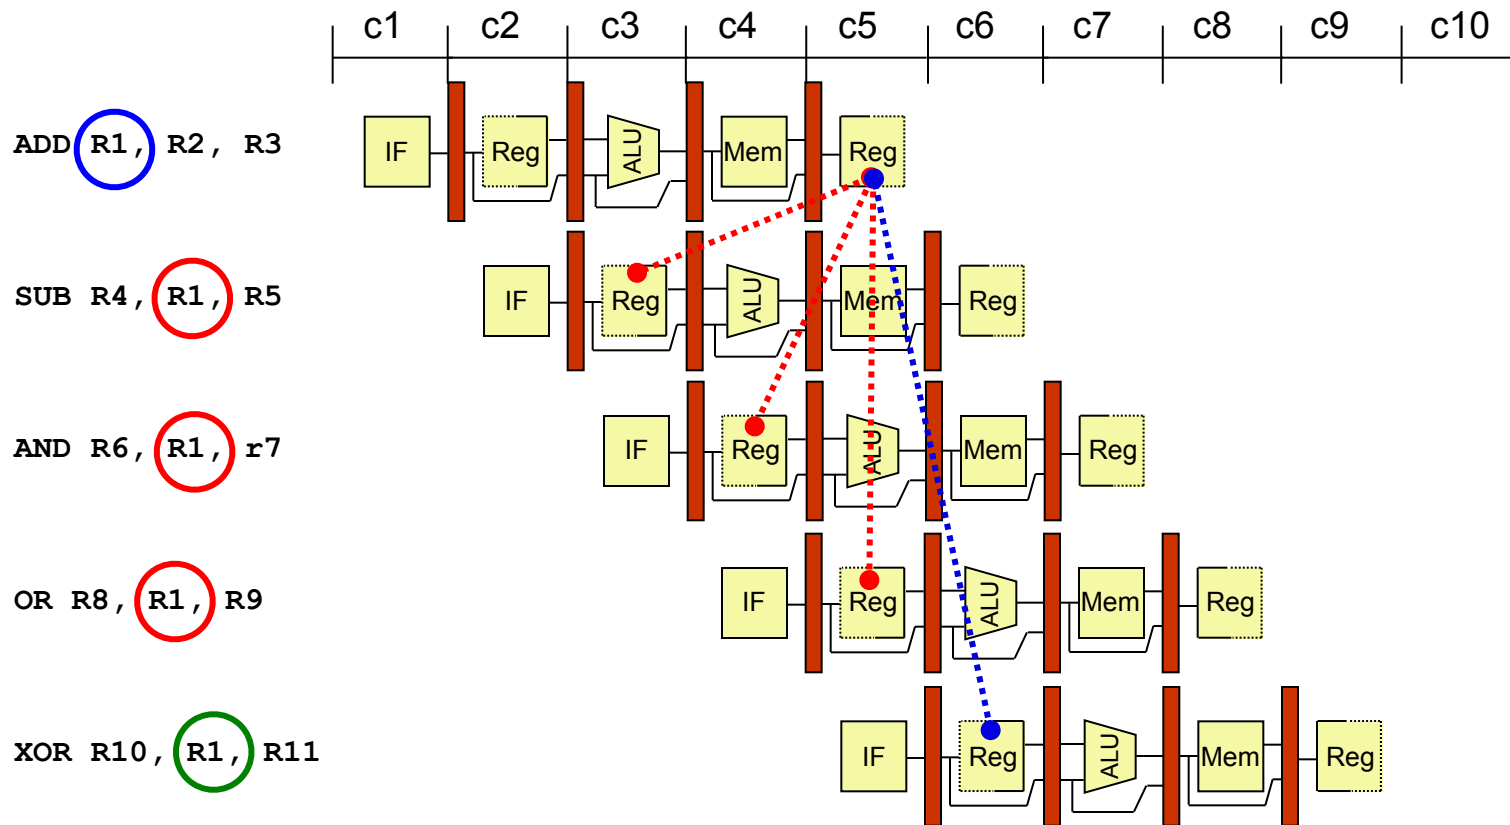 c1 c2 c3 c4 c5 c6 c7 c8 c9 c10
ADD R1, R2, R3 IF Reg ALU Mem Reg
SUB R4, R1, R5 IF Reg ALU Mem Reg
AND R6, R1, r7 IF Reg ALU Mem Reg
OR R8, R1, R9 IF Reg ALU Mem Reg
XOR R10, R1, R11 IF Reg ALU Mem Reg